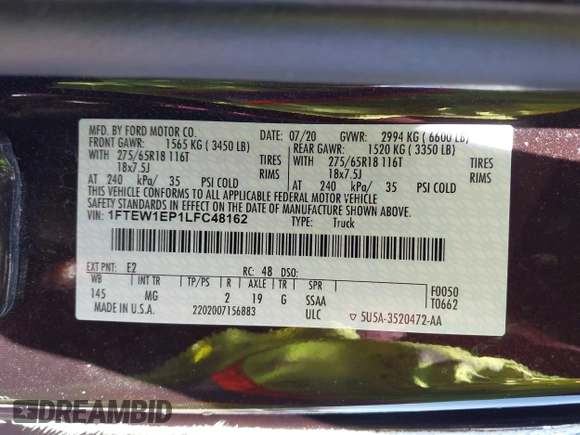 MFD. BY FORD MOTOR CO.
DATE: 07/20 GVWR: 2994 KG ( 6600 LB)
FRONT GAWR: 1565 KG ( 3450 LB)
REAR GAWR: 1520 KG ( 3350 LB)
WITH 275/65R18 116T TIRES
WITH 275/65R18 116T TIRES
18x7.5J RIMS
18x7.5J RIMS
AT 240 kPa/ 35 PSI COLD
AT 240 kPa/ 35 PSI COLD
THIS VEHICLE CONFORMS TO ALL APPLICABLE FEDERAL MOTOR VEHICLE
SAFETY STANDARDS IN EFFECT ON THE DATE OF MANUFACTURE SHOWN ABOVE.
VIN: 1FTEW1EP1LFC48162 TYPE: Truck
EXT PNT: E2 RC: 48 DSO:
WB INT TR TP/PS R AXLE TR SPR F0050
145 MG 2 19 G SSAA T0662
MADE IN U.S.A. 2202007156883 ULC ▽ 5U5A-3520472-AA
DREAMBID